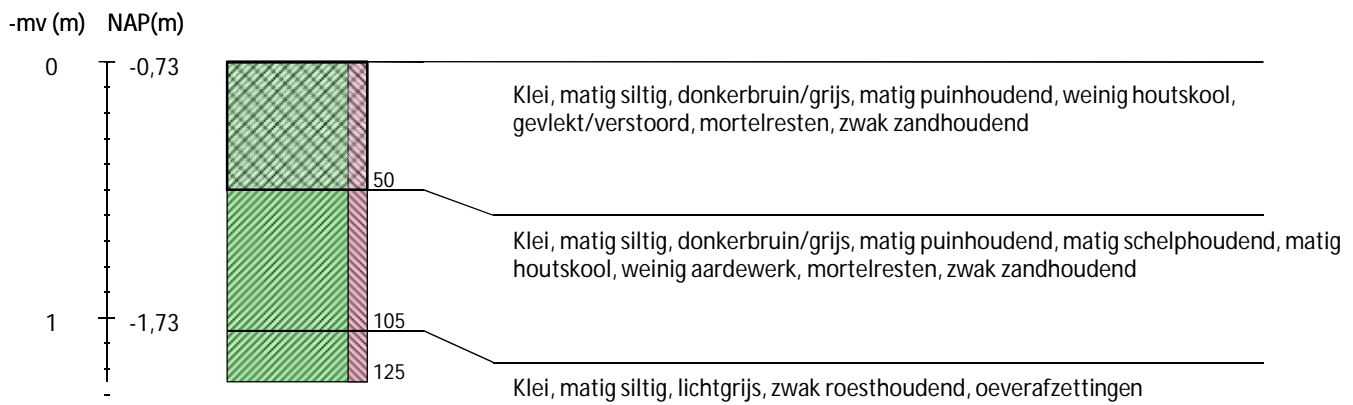 -mv (m) NAP(m)
0 -0,73
Klei, matig siltig, donkerbruin/grijs, matig puinhoudend, weinig houtskool,
gevlekt/verstoord, mortelresten, zwak zandhoudend
50
Klei, matig siltig, donkerbruin/grijs, matig puinhoudend, matig schelphoudend, matig
houtskool, weinig aardewerk, mortelresten, zwak zandhoudend
1 -1,73
105
125
Klei, matig siltig, lichtgrijs, zwak roesthoudend, oeverafzettingen